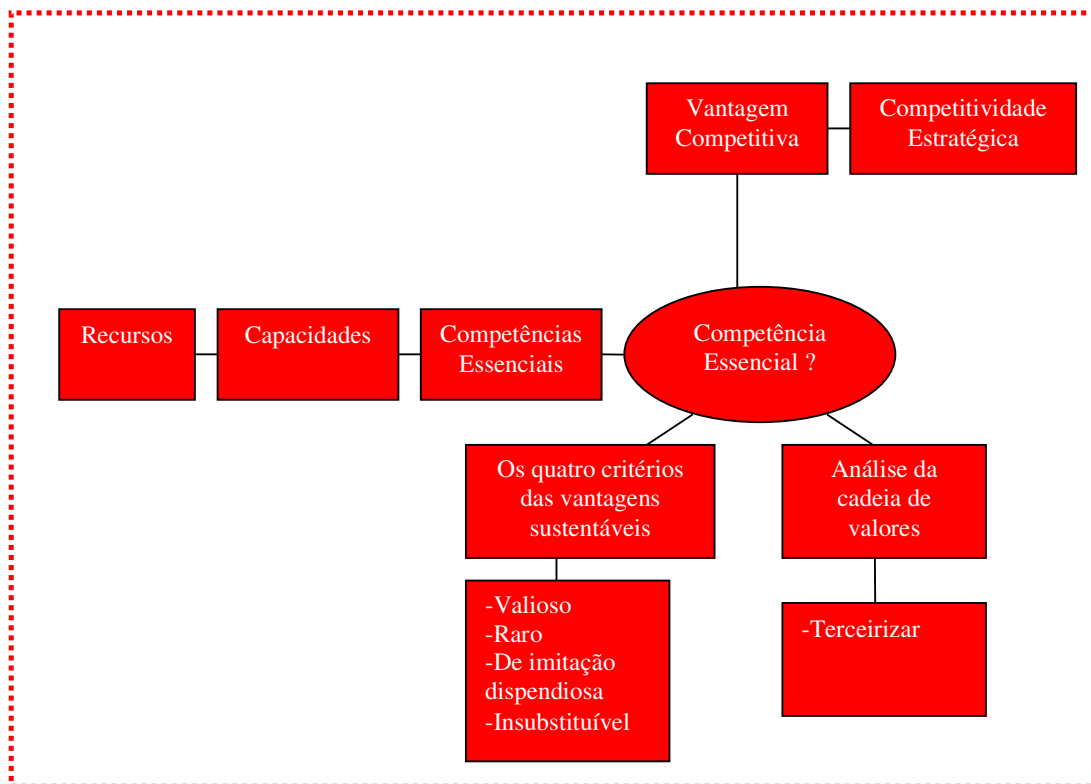 Vantagem
Competitiva
Competitividade
Estratégica
Recursos
Capacidades
Competências
Essenciais
Competência
Essencial ?
Os quatro critérios
das vantagens
sustentáveis
Análise da
cadeia de
valores
-Valioso
-Raro
-De imitação
dispendiosa
-Insubstituível
-Terceirizar